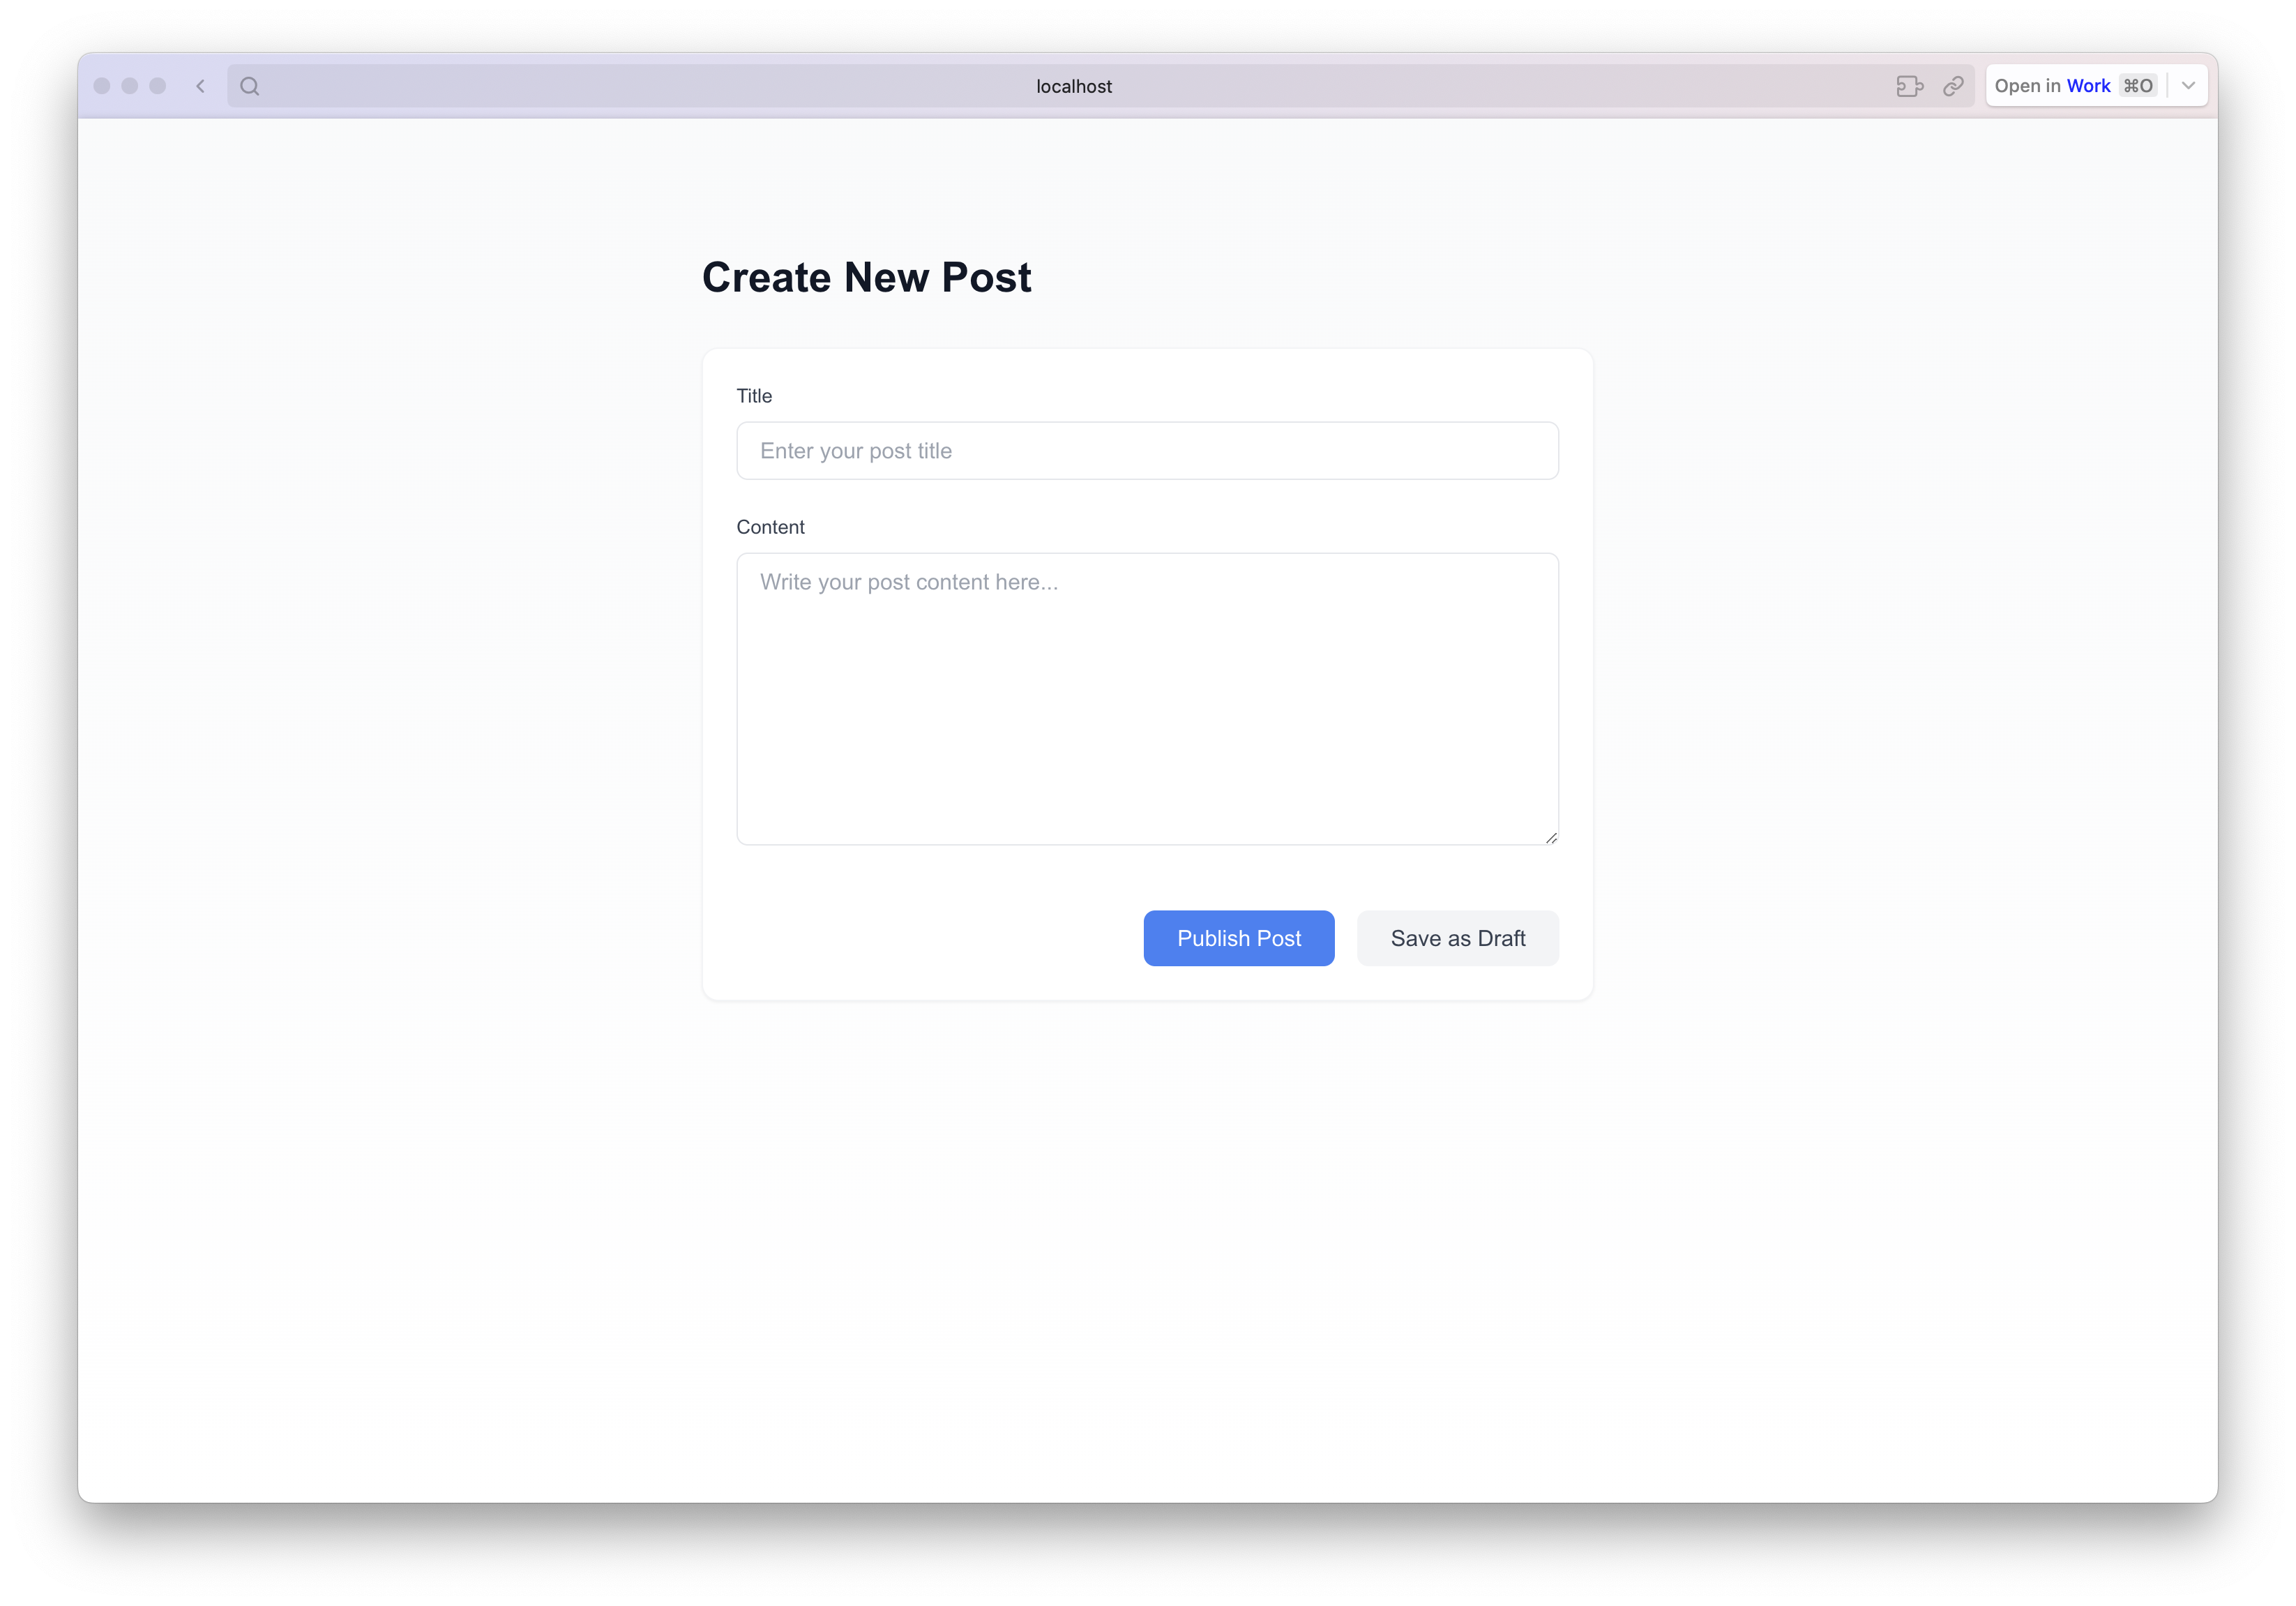 localhost
Open in Work ⌘O
Create New Post
Title
Enter your post title
Content
Write your post content here...
Publish Post
Save as Draft